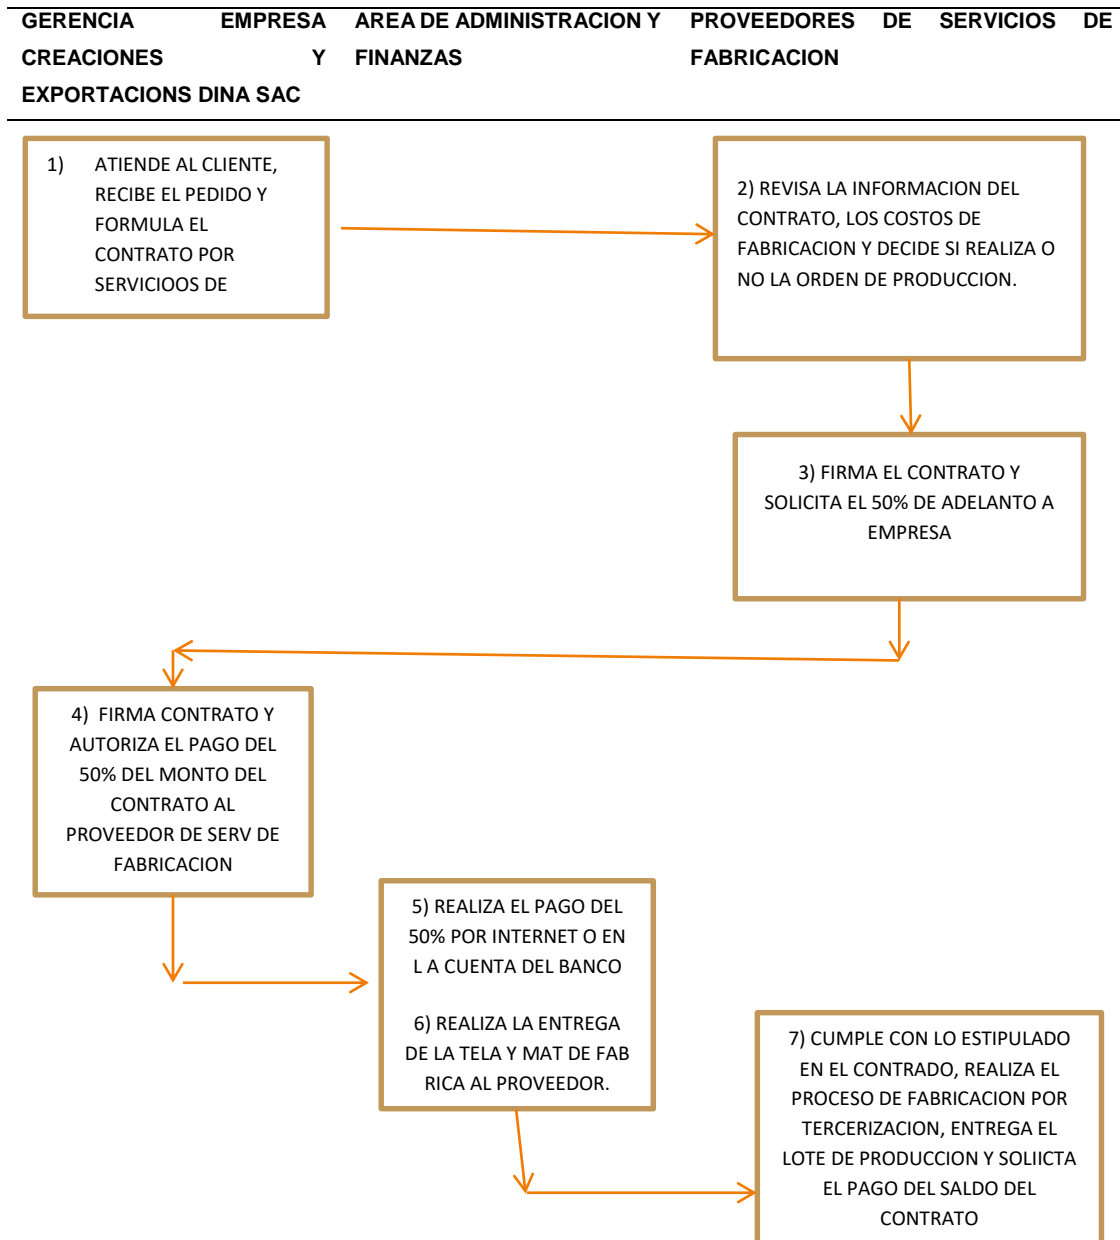 GERENCIA EMPRESA
CREACIONES Y
EXPORTACIONS DINA SAC
AREA DE ADMINISTRACION Y
FINANZAS
PROVEEDORES DE SERVICIOS DE
FABRICACION
1) ATIENDE AL CLIENTE,
RECIBE EL PEDIDO Y
FORMULA EL
CONTRATO POR
SERVICIOOS DE
2) REVISA LA INFORMACION DEL
CONTRATO, LOS COSTOS DE
FABRICACION Y DECIDE SI REALIZA O
NO LA ORDEN DE PRODUCCION.
3) FIRMA EL CONTRATO Y
SOLICITA EL 50% DE ADELANTO A
EMPRESA
4) FIRMA CONTRATO Y
AUTORIZA EL PAGO DEL
50% DEL MONTO DEL
CONTRATO AL
PROVEEDOR DE SERV DE
FABRICACION
5) REALIZA EL PAGO DEL
50% POR INTERNET O EN
L A CUENTA DEL BANCO
6) REALIZA LA ENTREGA
DE LA TELA Y MAT DE FAB
RICA AL PROVEEDOR.
7) CUMPLE CON LO ESTIPULADO
EN EL CONTRADO, REALIZA EL
PROCESO DE FABRICACION POR
TERCERIZACION, ENTREGA EL
LOTE DE PRODUCCION Y SOLIICTA
EL PAGO DEL SALDO DEL
CONTRATO